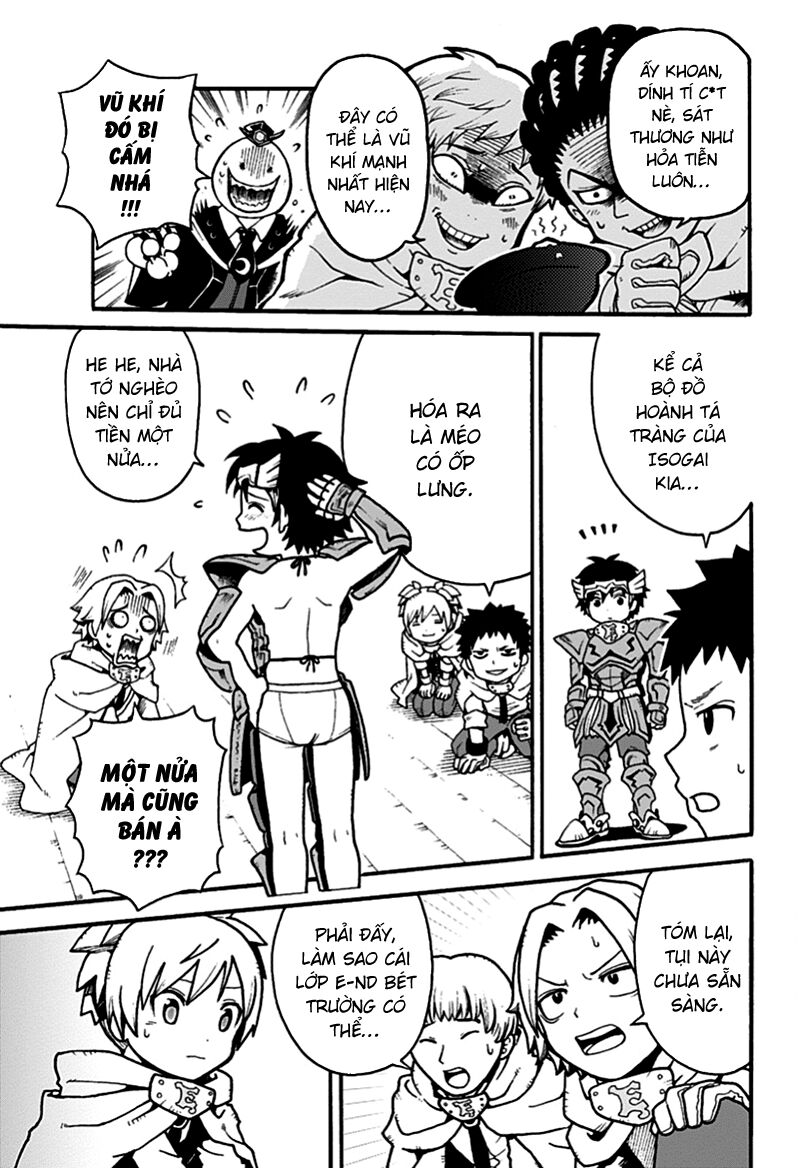 ẤY KHOAN,
DÍNH TÍ C*T
NÈ, SÁT
THƯƠNG NHƯ
HỎA TIỄN
LUÔN...
ĐÂY CÓ
THỂ LÀ VŨ
KHÍ MẠNH
NHẤT HIỆN
NAY...
VŨ KHÍ
ĐÓ BỊ
CẤM
NHÁ
!!!
KỂ CẢ
BỘ ĐỒ
HOÀNH TÁ
TRÀNG CỦA
ISOGAI
KIA...
HÓA RA
LÀ MÉO
CÓ ỐP
LƯNG.
HE HE, NHÀ
TỚ NGHÈO
NÊN CHỈ ĐỦ
TIỀN MỘT
NỬA...
MỘT NỬA
MÀ CŨNG
BÁN À
???
TÓM LẠI,
TỤI NÀY
CHƯA SẴN
SÀNG.
PHẢI ĐẤY,
LÀM SAO CÁI
LỚP E-ND BÉT
TRƯỜNG CÓ
THỂ...
E
E